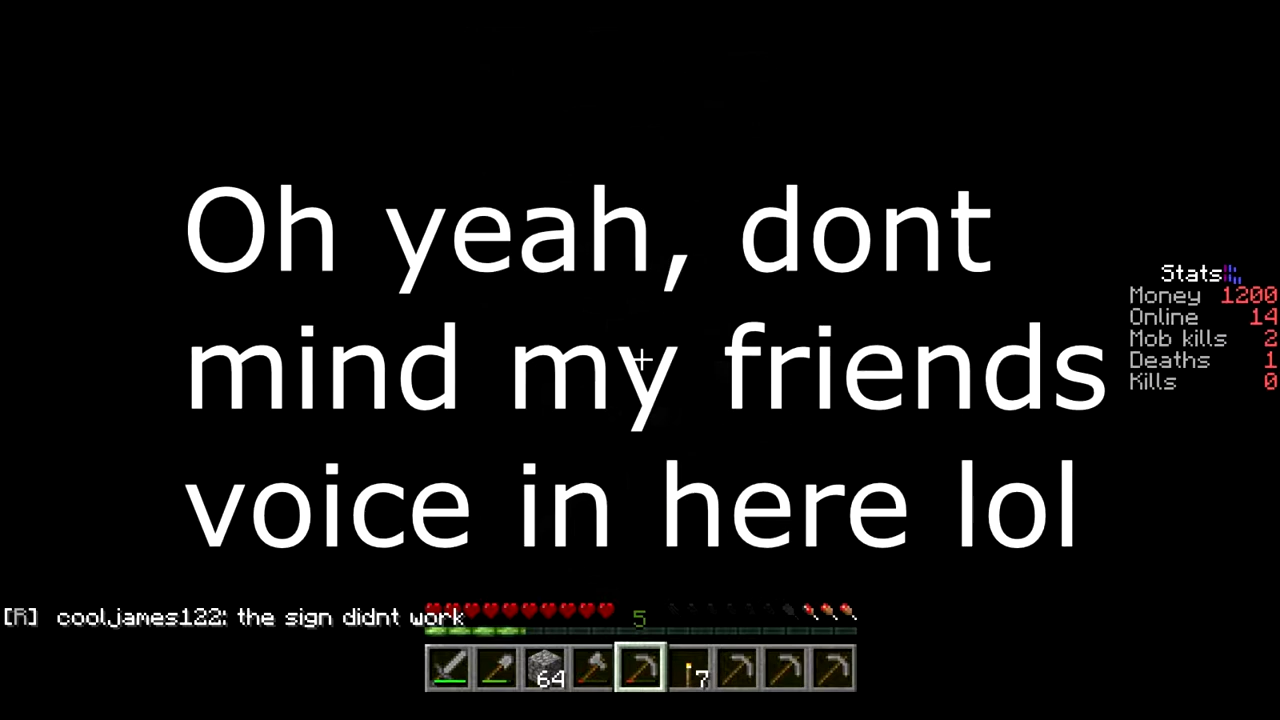 Oh yeah, dont
mind my friends
voice in here lol
Stats
Money 1200
Online 14
Mob kills 2
Deaths 1
Kills 0
[R] cooljames122: the sign didnt work
5
64
7